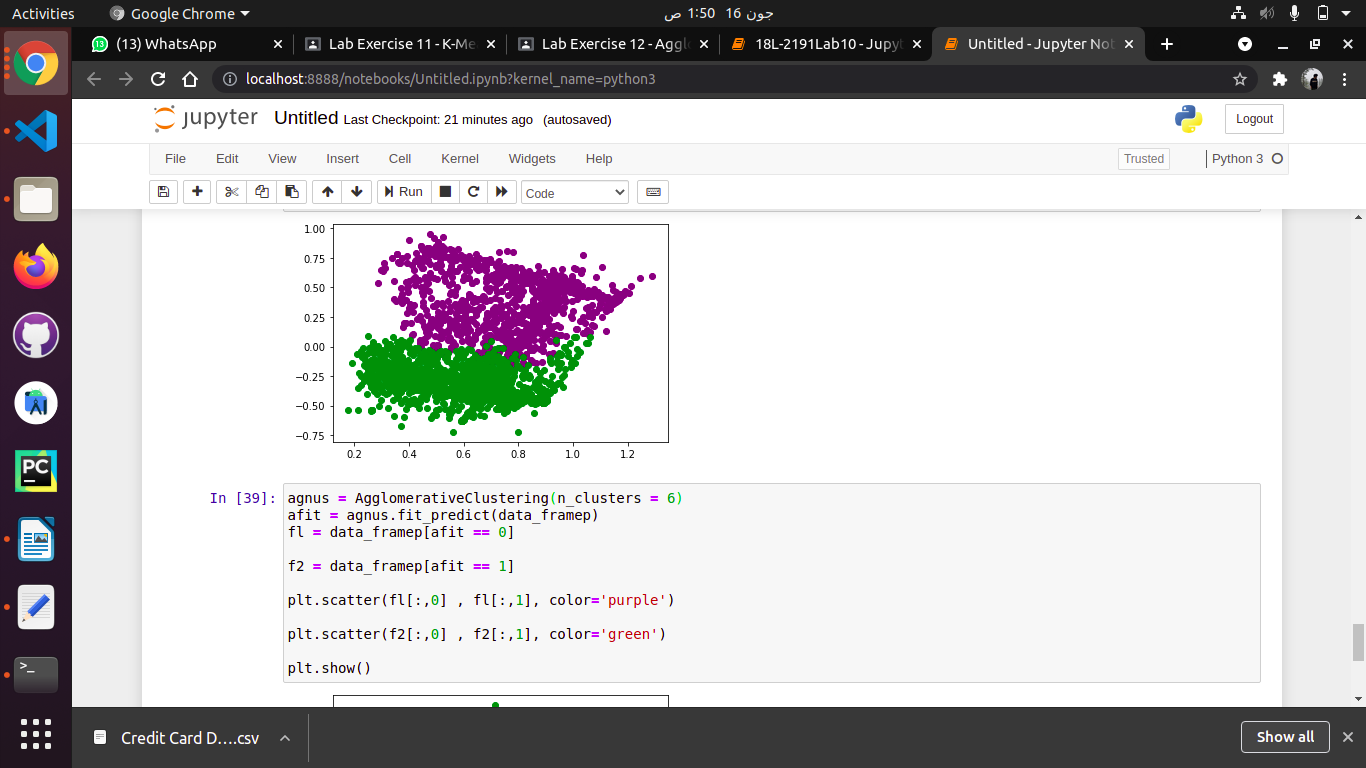 Activities Google Chrome جون 16 1:50 ص
(13) WhatsApp Lab Exercise 11 - K-Me Lab Exercise 12 - Aggl 18L-2191Lab10 - Jupyt Untitled - Jupyter Not
localhost:8888/notebooks/Untitled.ipynb?kernel_name=python3
jupyter Untitled Last Checkpoint: 21 minutes ago (autosaved) Logout
File Edit View Insert Cell Kernel Widgets Help Trusted Python 3
Run Code
1.00
0.75
0.50
0.25
0.00
−0.25
−0.50
−0.75
0.2 0.4 0.6 0.8 1.0 1.2
In [39]: agnus = AgglomerativeClustering(n_clusters = 6)
afit = agnus.fit_predict(data_framep)
fl = data_framep[afit == 0]
f2 = data_framep[afit == 1]
plt.scatter(fl[:,0] , fl[:,1], color='purple')
plt.scatter(f2[:,0] , f2[:,1], color='green')
plt.show()
Credit Card D....csv Show all